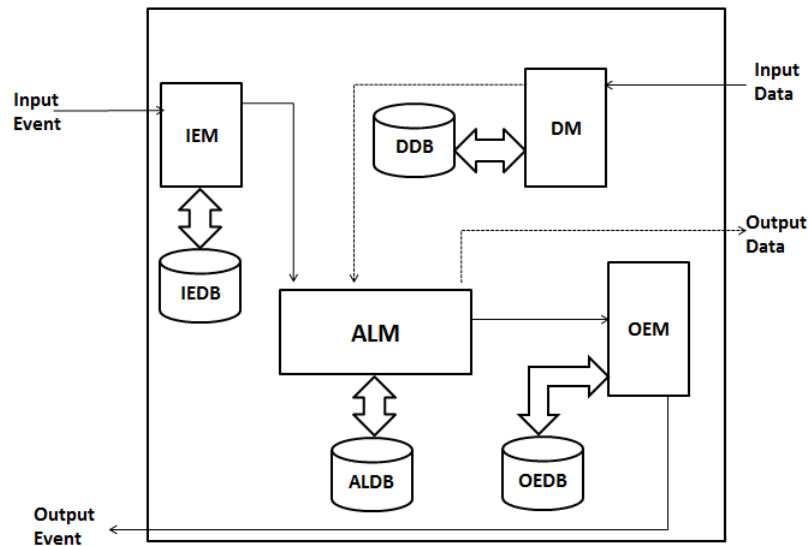 Input
Event
IEM
DDB
DM
Input
Data
Output
Data
IEDB
ALM
OEM
ALDB
OEDB
Output
Event